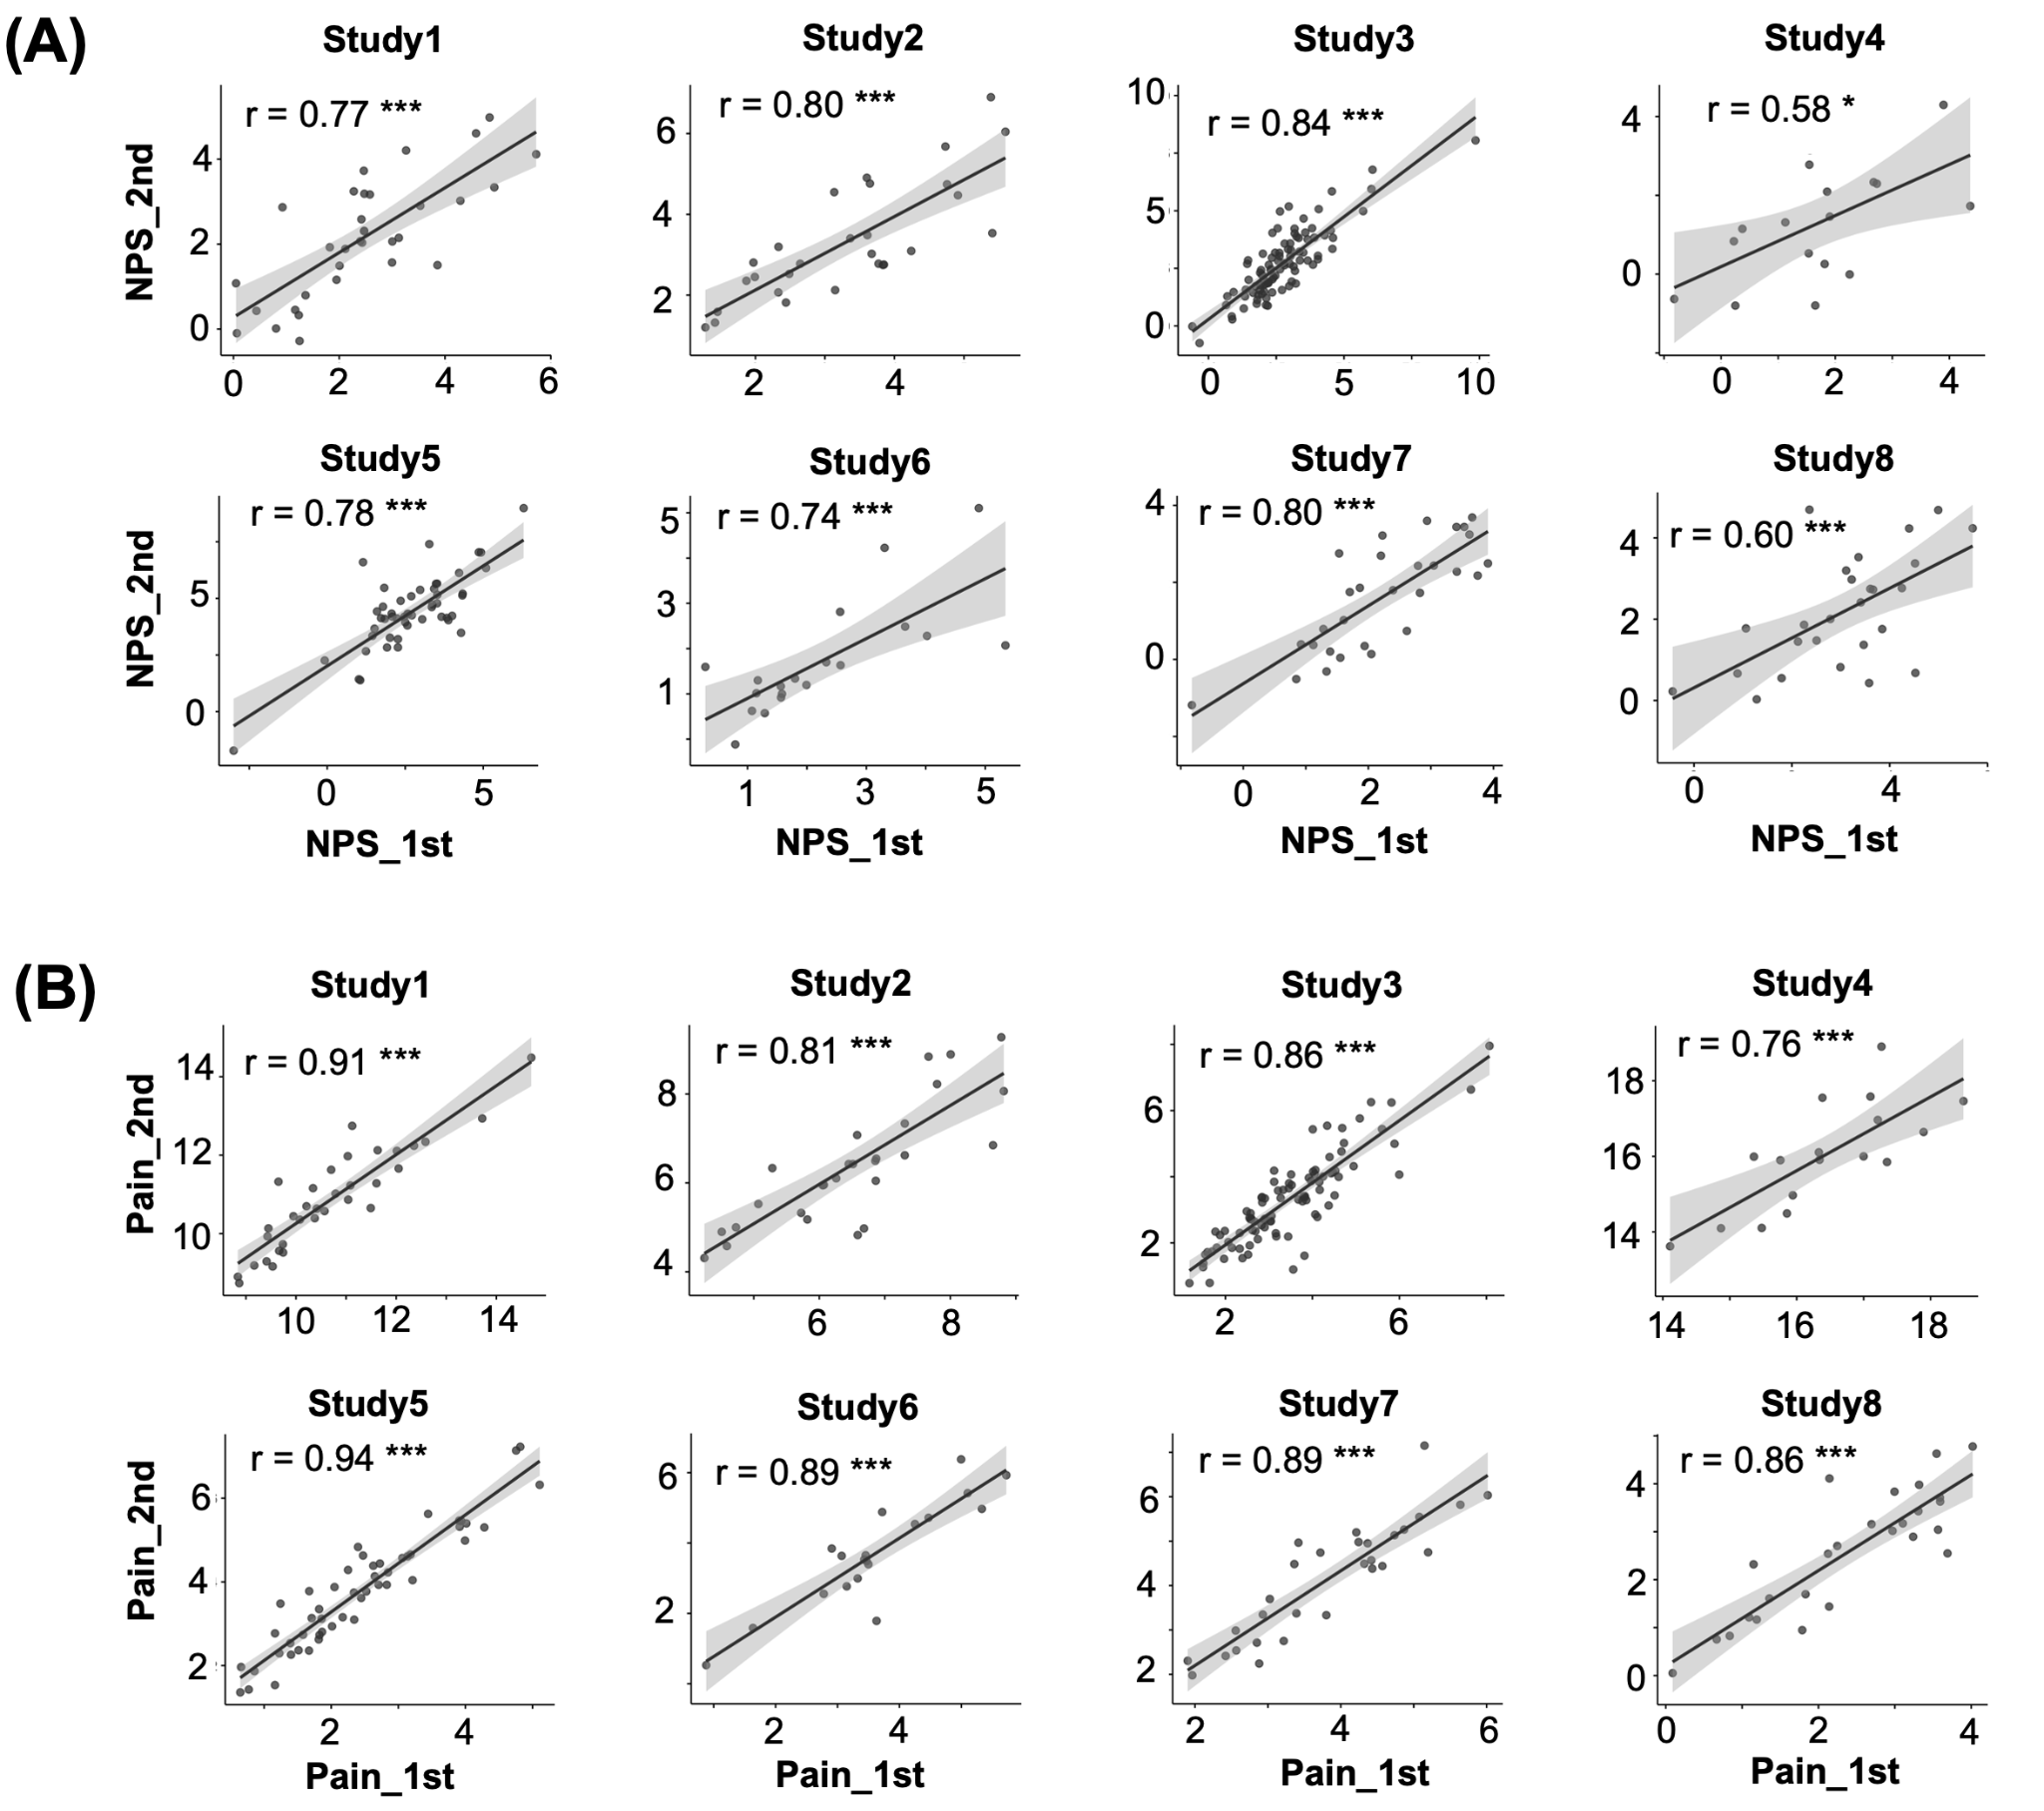 (A)
Study1 Study2 Study3 Study4
r = 0.77 *** r = 0.80 *** r = 0.84 *** r = 0.58 *
NPS_2nd
4 2 0
6 4 2
10 5 0
4 0
0 2 4 6
2 4
0 5 10
0 2 4
Study5 Study6 Study7 Study8
r = 0.78 *** r = 0.74 *** r = 0.80 *** r = 0.60 ***
NPS_2nd
5 0
5 3 1
4 0
4 2 0
0 5
1 3 5
0 2 4
0 4
NPS_1st NPS_1st NPS_1st NPS_1st
(B)
Study1 Study2 Study3 Study4
r = 0.91 *** r = 0.81 *** r = 0.86 *** r = 0.76 ***
Pain_2nd
14 12 10
8 6 4
6 2
18 16 14
10 12 14
6 8
2 6
14 16 18
Study5 Study6 Study7 Study8
r = 0.94 *** r = 0.89 *** r = 0.89 *** r = 0.86 ***
Pain_2nd
6 4 2
6 2
6 4 2
4 2 0
2 4
2 4
2 4 6
0 2 4
Pain_1st Pain_1st Pain_1st Pain_1st